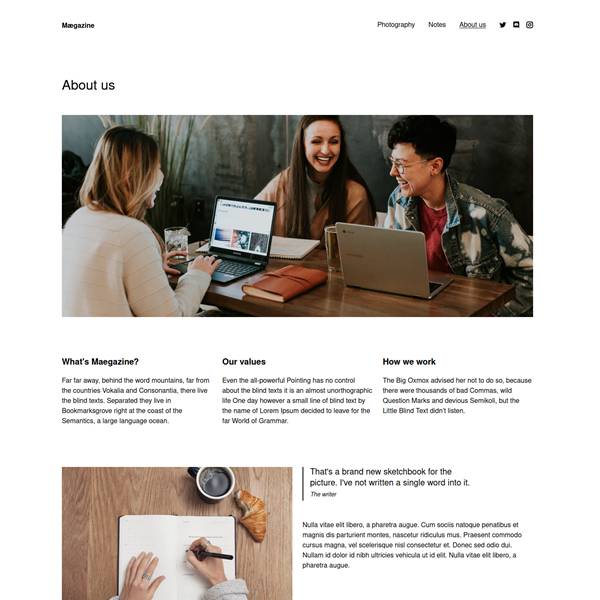 Mægazine
Photography Notes About us
About us
What's Maegazine?
Far far away, behind the word mountains, far from
the countries Vokalia and Consonantia, there live
the blind texts. Separated they live in
Bookmarksgrove right at the coast of the
Semantics, a large language ocean.
Our values
Even the all-powerful Pointing has no control
about the blind texts it is an almost unorthographic
life One day however a small line of blind text by
the name of Lorem Ipsum decided to leave for the
far World of Grammar.
How we work
The Big Oxmox advised her not to do so, because
there were thousands of bad Commas, wild
Question Marks and devious Semikoli, but the
Little Blind Text didn't listen.
That's a brand new sketchbook for the
picture. I've not written a single word into it.
The writer
Nulla vitae elit libero, a pharetra augue. Cum sociis natoque penatibus et
magnis dis parturient montes, nascetur ridiculus mus. Praesent commodo
cursus magna, vel scelerisque nisl consectetur et. Donec sed odio dui.
Nullam id dolor id nibh ultricies vehicula ut id elit. Nulla vitae elit libero, a
pharetra augue.